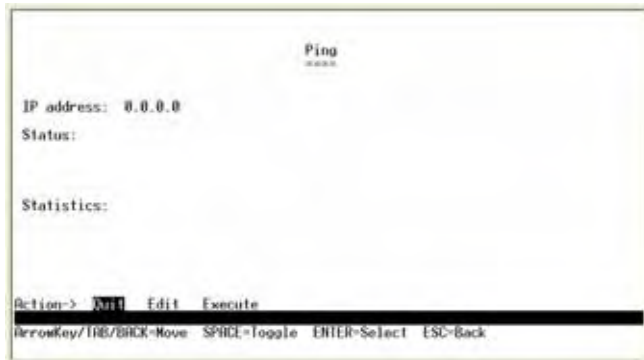 Ping
====
IP address: 0.0.0.0
Status:
Statistics:
Action-> Quit Edit Execute
ArrowKey/TAB/BACK=Move SPACE=Toggle ENTER=Select ESC=Back